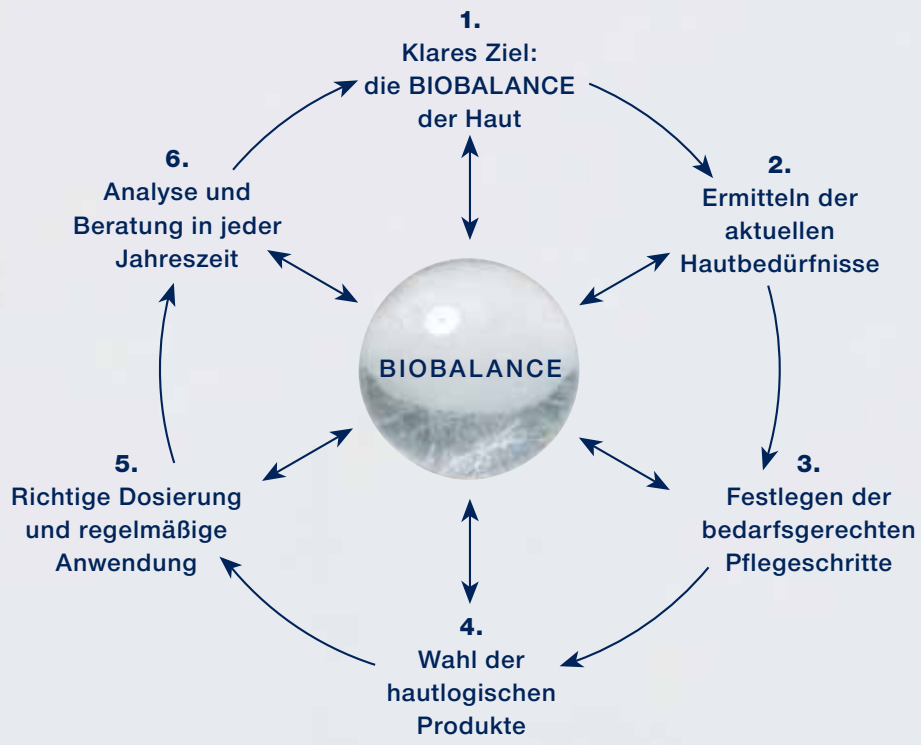 1.
Klares Ziel:
die BIOBALANCE
der Haut
2.
Ermitteln der
aktuellen
Hautbedürfnisse
3.
Festlegen der
bedarfsgerechten
Pflegeschritte
4.
Wahl der
hautlogischen
Produkte
5.
Richtige Dosierung
und regelmäßige
Anwendung
6.
Analyse und
Beratung in jeder
Jahreszeit
BIOBALANCE